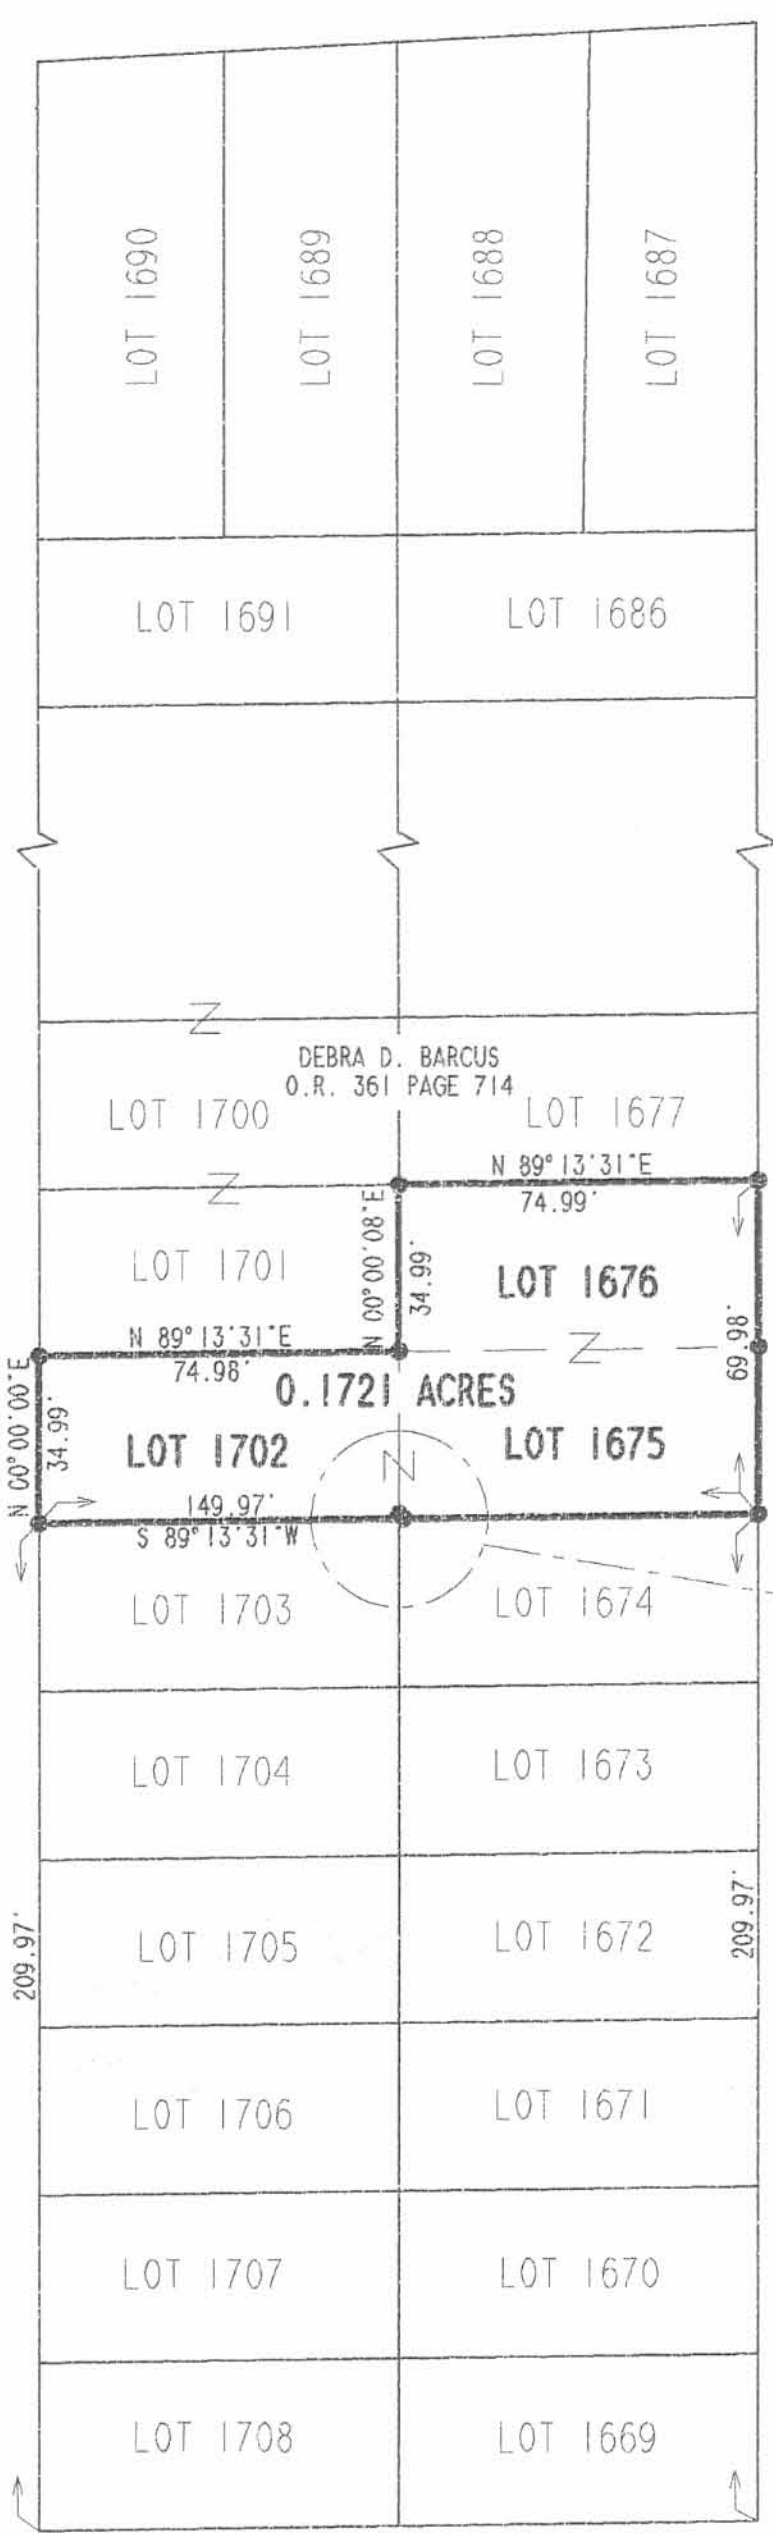 LOT 1690
LOT 1689
LOT 1688
LOT 1687
LOT 1691
LOT 1686
Z
DEBRA D. BARCUS
O.R. 361 PAGE 714
LOT 1700
LOT 1677
N 89°13'31"E
74.99'
Z
N 00°00'08"E
34.99'
LOT 1701
LOT 1676
N 89°13'31"E
74.98'
Z
69.98'
0.1721 ACRES
N 00°00'00"E
34.99'
LOT 1702
LOT 1675
Z
149.97'
S 89°13'31"W
LOT 1703
LOT 1674
LOT 1704
LOT 1673
209.97'
LOT 1705
LOT 1672
209.97'
LOT 1706
LOT 1671
LOT 1707
LOT 1670
LOT 1708
LOT 1669